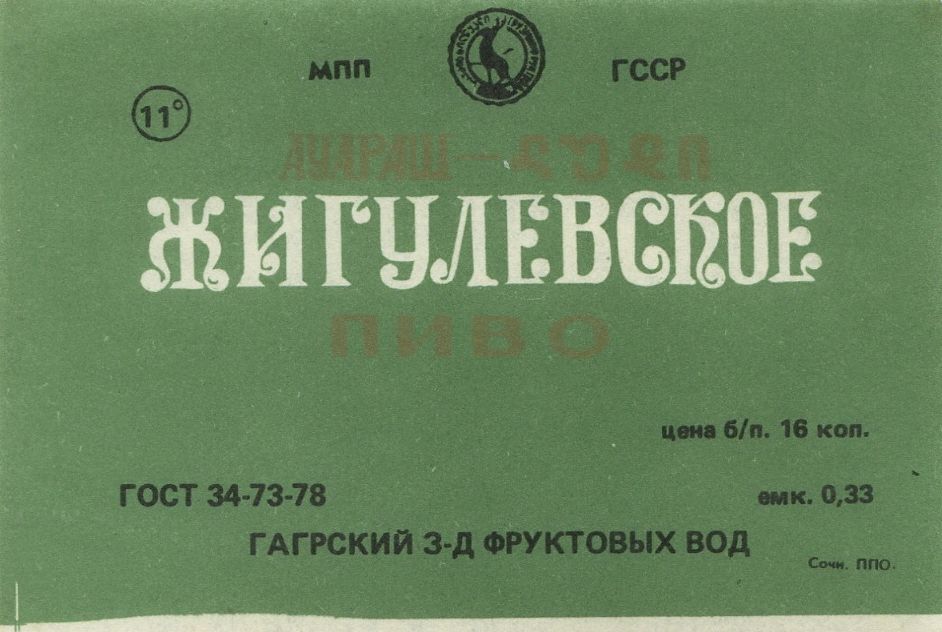 МПП ГССР
11°
АУАРАШ — ლუდი
ЖИГУЛЕВСКОЕ
ПИВО
цена б/п. 16 коп.
ГОСТ 34-73-78
емк. 0,33
ГАГРСКИЙ З-Д ФРУКТОВЫХ ВОД
Сочи. ППО.